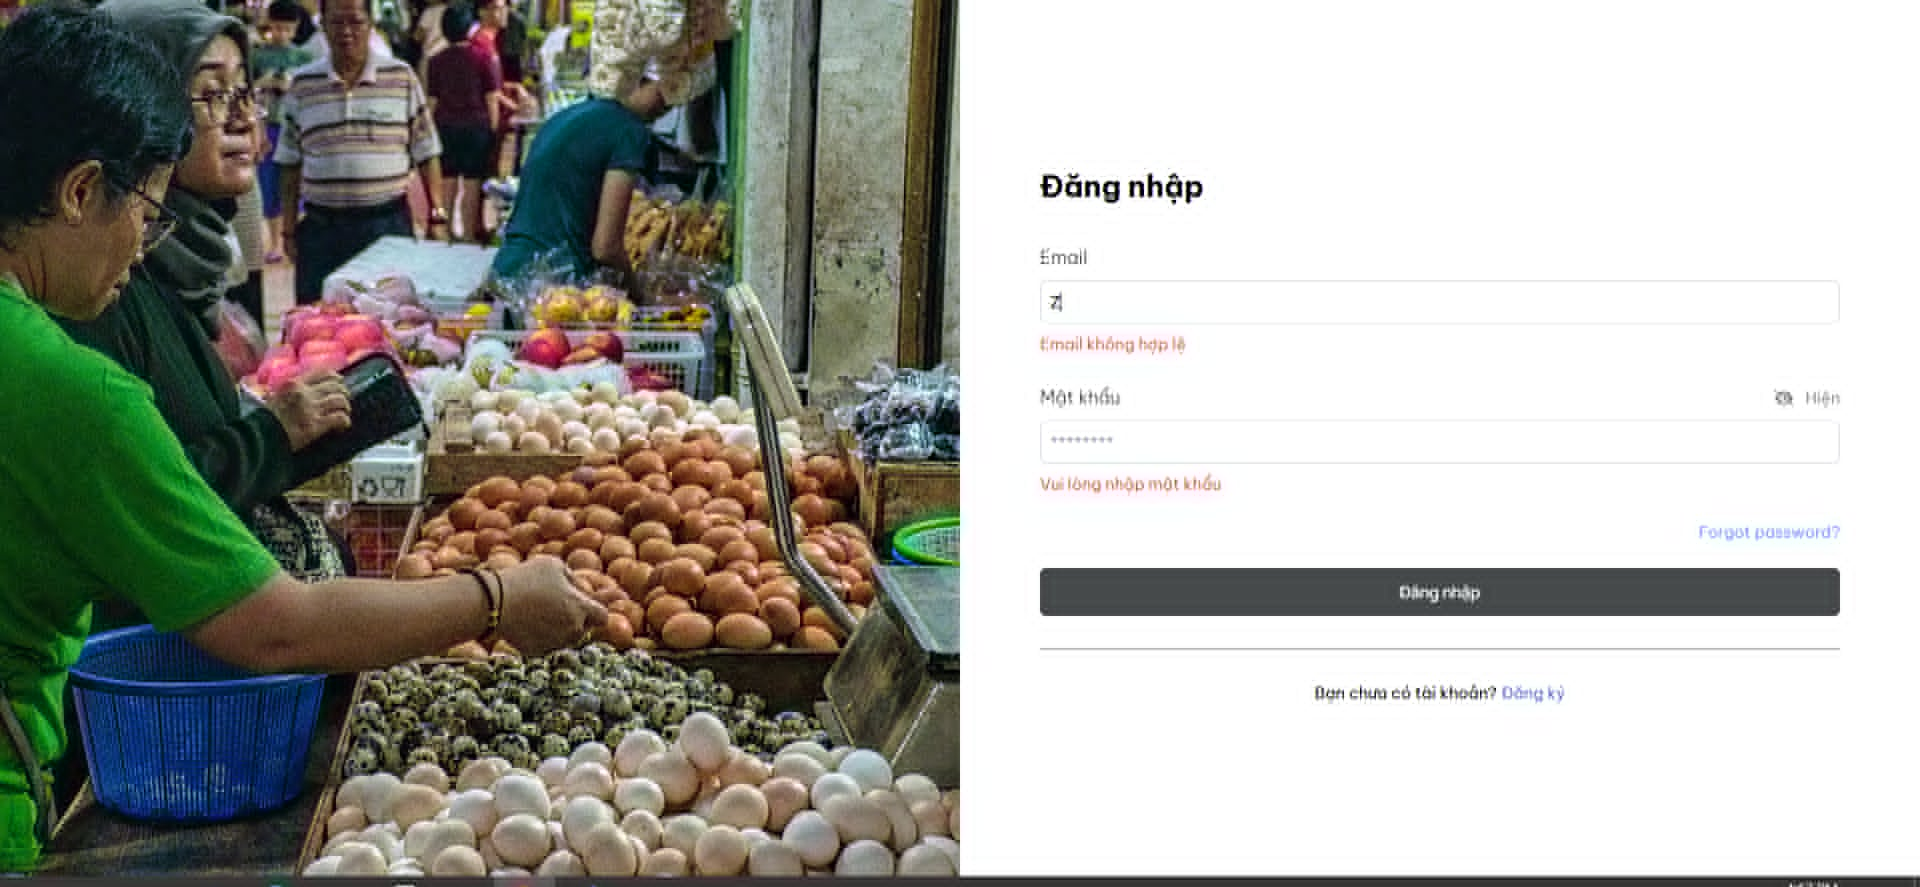 Đăng nhập
Email
Email không hợp lệ
Mật khẩu
Hiện
********
Vui lòng nhập mật khẩu
Forgot password?
Đăng nhập
Bạn chưa có tài khoản? Đăng ký